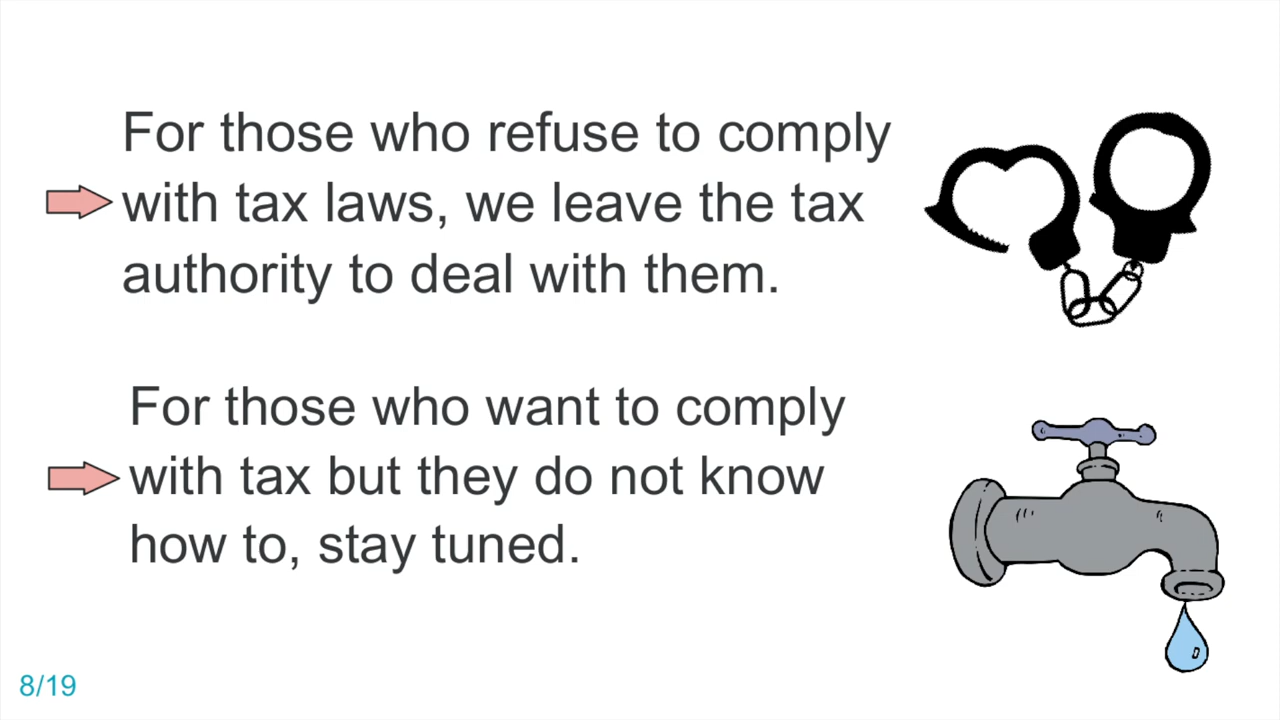 For those who refuse to comply
with tax laws, we leave the tax
authority to deal with them.
For those who want to comply
with tax but they do not know
how to, stay tuned.
8/19